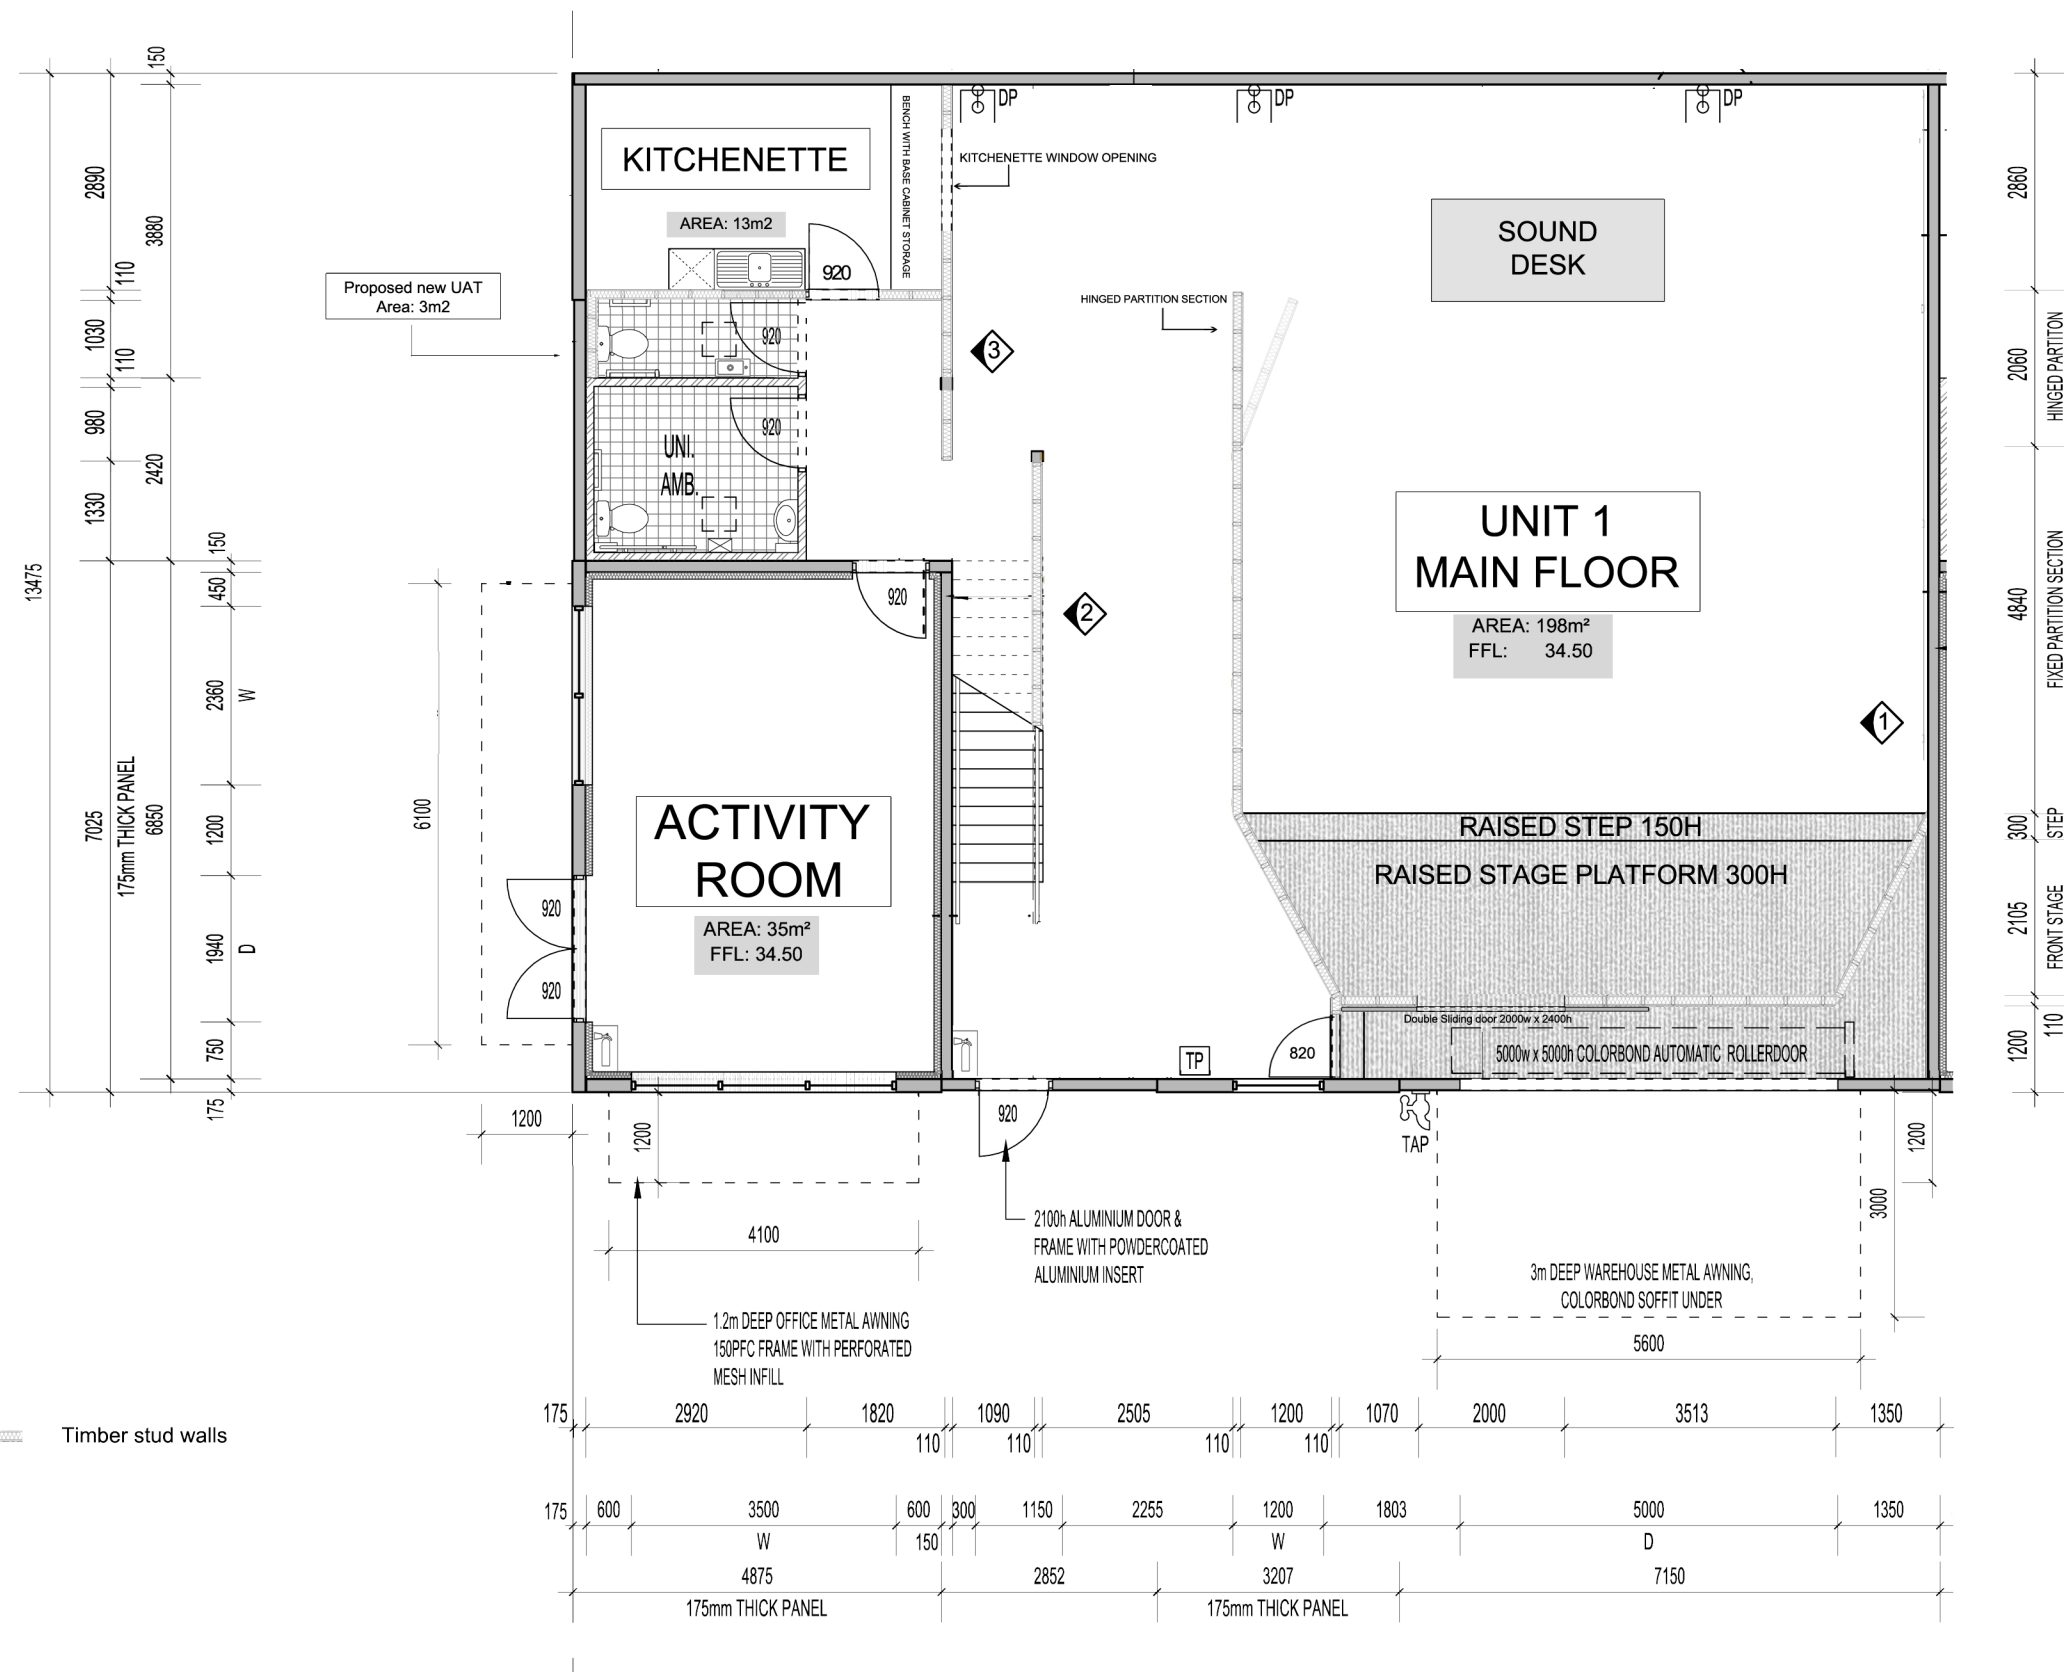 150
2890
3880
110
1030
110
980
2420
1330
150
13475
450
2360
W
1200
7025
175mm THICK PANEL
6850
6100
1940
D
750
175
Proposed new UAT
Area: 3m2
KITCHENETTE
AREA: 13m2
BENCH WITH BASE CABINET STORAGE
920
920
920
UNI.
AMB.
DP
DP
DP
KITCHENETTE WINDOW OPENING
HINGED PARTITION SECTION
3
2
1
SOUND
DESK
UNIT 1
MAIN FLOOR
AREA: 198m²
FFL: 34.50
920
ACTIVITY
ROOM
AREA: 35m²
FFL: 34.50
920
920
RAISED STEP 150H
RAISED STAGE PLATFORM 300H
Double Sliding door 2000w x 2400h
5000w x 5000h COLORBOND AUTOMATIC ROLLERDOOR
TP
820
920
TAP
2860
2060
HINGED PARTITON
4840
FIXED PARTITION SECTION
300
STEP
2105
FRONT STAGE
110
1200
1200
1200
1200
3000
4100
2100h ALUMINIUM DOOR &
FRAME WITH POWDERCOATED
ALUMINIUM INSERT
1.2m DEEP OFFICE METAL AWNING
150PFC FRAME WITH PERFORATED
MESH INFILL
3m DEEP WAREHOUSE METAL AWNING,
COLORBOND SOFFIT UNDER
5600
Timber stud walls
175 2920 1820 1090 2505 1200 1070 2000 3513 1350
110 110 110 110
175 600 3500 600 300 1150 2255 1200 1803 5000 1350
W 150 W D
4875 2852 3207 7150
175mm THICK PANEL 175mm THICK PANEL